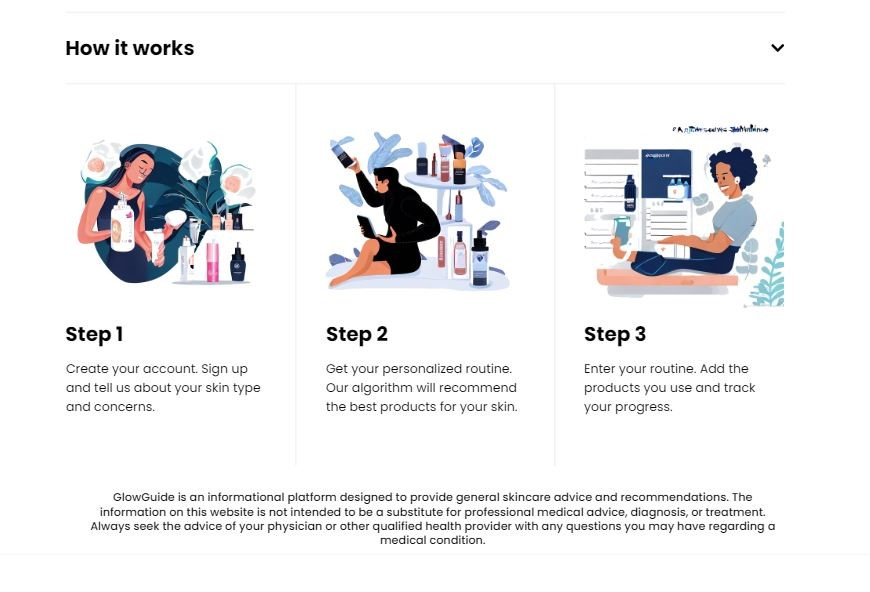 How it works
Step 1
Create your account. Sign up
and tell us about your skin type
and concerns.
Step 2
Get your personalized routine.
Our algorithm will recommend
the best products for your skin.
Step 3
Enter your routine. Add the
products you use and track
your progress.
GlowGuide is an informational platform designed to provide general skincare advice and recommendations. The
information on this website is not intended to be a substitute for professional medical advice, diagnosis, or treatment.
Always seek the advice of your physician or other qualified health provider with any questions you may have regarding a
medical condition.